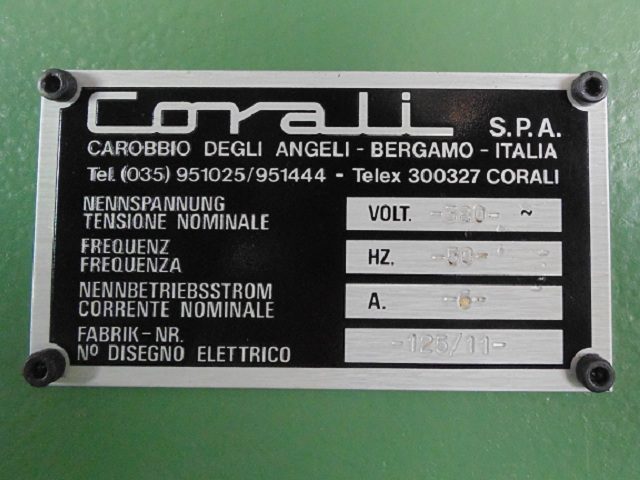 Corali S.P.A.
CAROBBIO DEGLI ANGELI - BERGAMO - ITALIA
Tel. (035) 951025/951444 - Telex 300327 CORALI
NENNSPANNUNG
TENSIONE NOMINALE
VOLT. -380- ~
FREQUENZ
FREQUENZA
HZ. -50-
NENNBETRIEBSSTROM
CORRENTE NOMINALE
A. -6-
FABRIK-NR.
Nº DISEGNO ELETTRICO
-125/11-